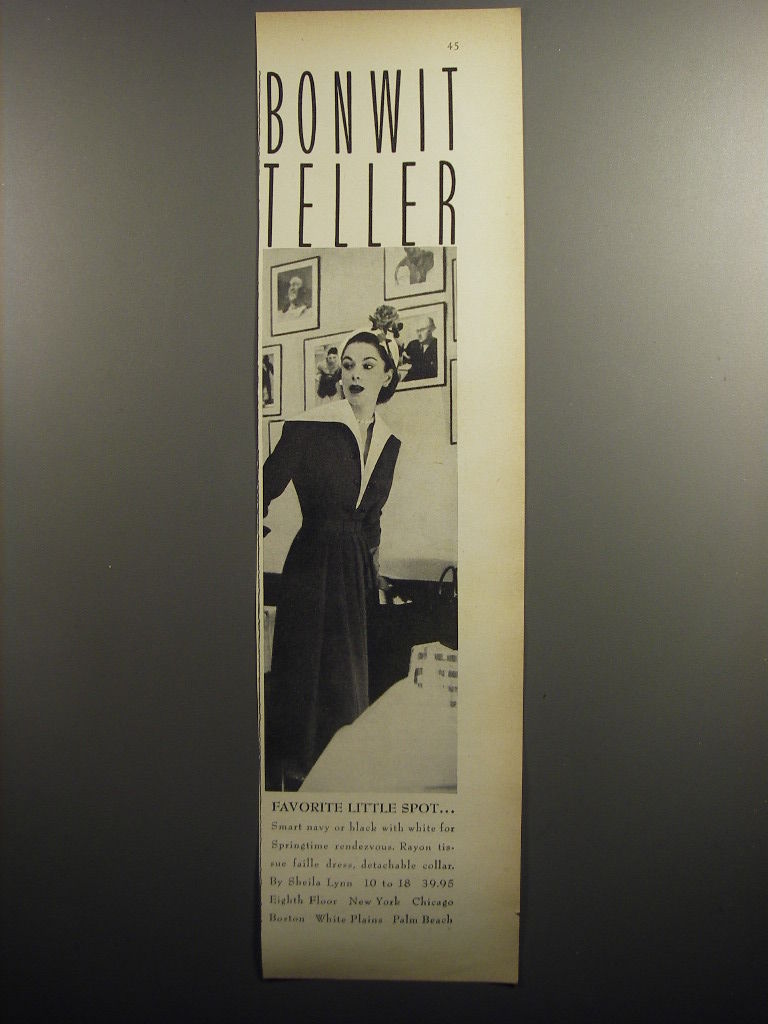 45
BONWIT
TELLER
FAVORITE LITTLE SPOT...
Smart navy or black with white for
Springtime rendezvous. Rayon tis-
sue faille dress, detachable collar.
By Sheila Lynn 10 to 18 39.95
Eighth Floor New York Chicago
Boston White Plains Palm Beach